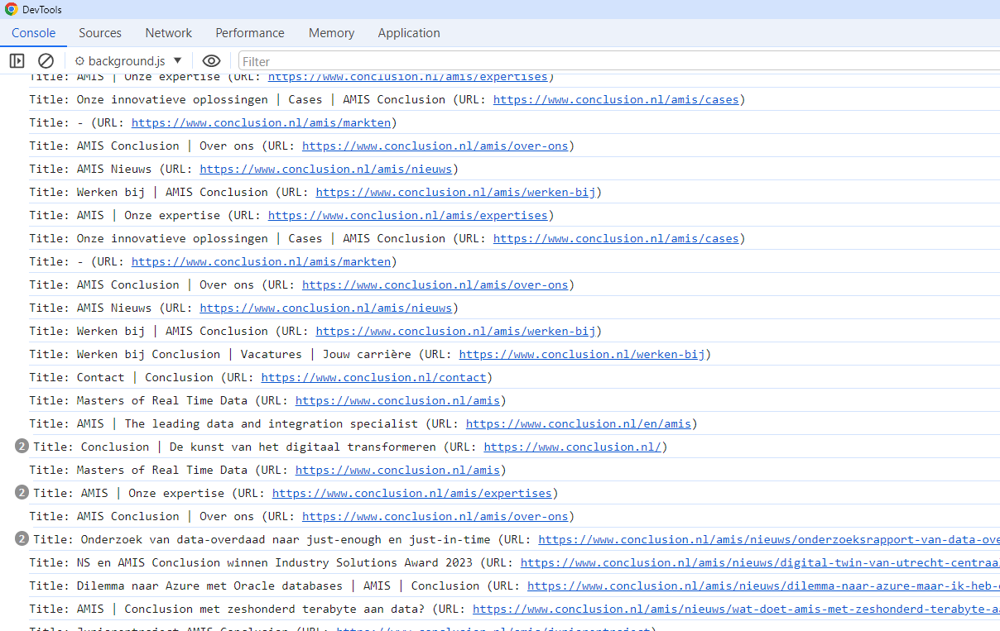 DevTools
Console Sources Network Performance Memory Application
background.js Filter
Title: AMIS | Onze expertise (URL: https://www.conclusion.nl/amis/expertises)
Title: Onze innovatieve oplossingen | Cases | AMIS Conclusion (URL: https://www.conclusion.nl/amis/cases)
Title: - (URL: https://www.conclusion.nl/amis/markten)
Title: AMIS Conclusion | Over ons (URL: https://www.conclusion.nl/amis/over-ons)
Title: AMIS Nieuws (URL: https://www.conclusion.nl/amis/nieuws)
Title: Werken bij | AMIS Conclusion (URL: https://www.conclusion.nl/amis/werken-bij)
Title: AMIS | Onze expertise (URL: https://www.conclusion.nl/amis/expertises)
Title: Onze innovatieve oplossingen | Cases | AMIS Conclusion (URL: https://www.conclusion.nl/amis/cases)
Title: - (URL: https://www.conclusion.nl/amis/markten)
Title: AMIS Conclusion | Over ons (URL: https://www.conclusion.nl/amis/over-ons)
Title: AMIS Nieuws (URL: https://www.conclusion.nl/amis/nieuws)
Title: Werken bij | AMIS Conclusion (URL: https://www.conclusion.nl/amis/werken-bij)
Title: Werken bij Conclusion | Vacatures | Jouw carrière (URL: https://www.conclusion.nl/werken-bij)
Title: Contact | Conclusion (URL: https://www.conclusion.nl/contact)
Title: Masters of Real Time Data (URL: https://www.conclusion.nl/amis)
Title: AMIS | The leading data and integration specialist (URL: https://www.conclusion.nl/en/amis)
2 Title: Conclusion | De kunst van het digitaal transformeren (URL: https://www.conclusion.nl/)
Title: Masters of Real Time Data (URL: https://www.conclusion.nl/amis)
2 Title: AMIS | Onze expertise (URL: https://www.conclusion.nl/amis/expertises)
Title: AMIS Conclusion | Over ons (URL: https://www.conclusion.nl/amis/over-ons)
2 Title: Onderzoek van data-overdaad naar just-enough en just-in-time (URL: https://www.conclusion.nl/amis/nieuws/onderzoeksrapport-van-data-ove
Title: NS en AMIS Conclusion winnen Industry Solutions Award 2023 (URL: https://www.conclusion.nl/amis/nieuws/digital-twin-van-utrecht-centraal
Title: Dilemma naar Azure met Oracle databases | AMIS | Conclusion (URL: https://www.conclusion.nl/amis/nieuws/dilemma-naar-azure-maar-ik-heb-
Title: AMIS | Conclusion met zeshonderd terabyte aan data? (URL: https://www.conclusion.nl/amis/nieuws/wat-doet-amis-met-zeshonderd-terabyte-a
Title: Juniorentraject AMIS Conclusion (URL: https://www.conclusion.nl/amis/juniorentraject)